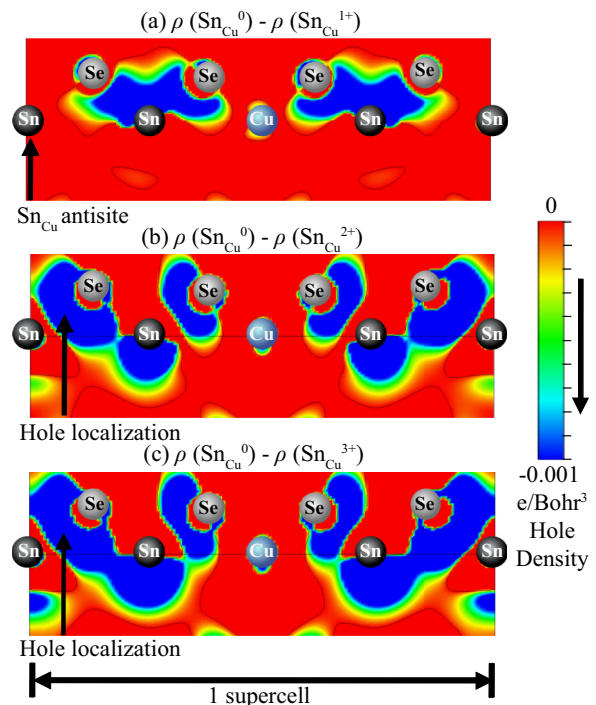 (a) ρ (Sn_Cu^0) - ρ (Sn_Cu^1+)
Se Se Se Se
Sn Sn Cu Sn Sn
Sn_Cu antisite
(b) ρ (Sn_Cu^0) - ρ (Sn_Cu^2+)
Se Se Se Se
Sn Sn Cu Sn Sn
Hole localization
(c) ρ (Sn_Cu^0) - ρ (Sn_Cu^3+)
Se Se Se Se
Sn Sn Cu Sn Sn
Hole localization
1 supercell
0
-0.001
e/Bohr³
Hole
Density